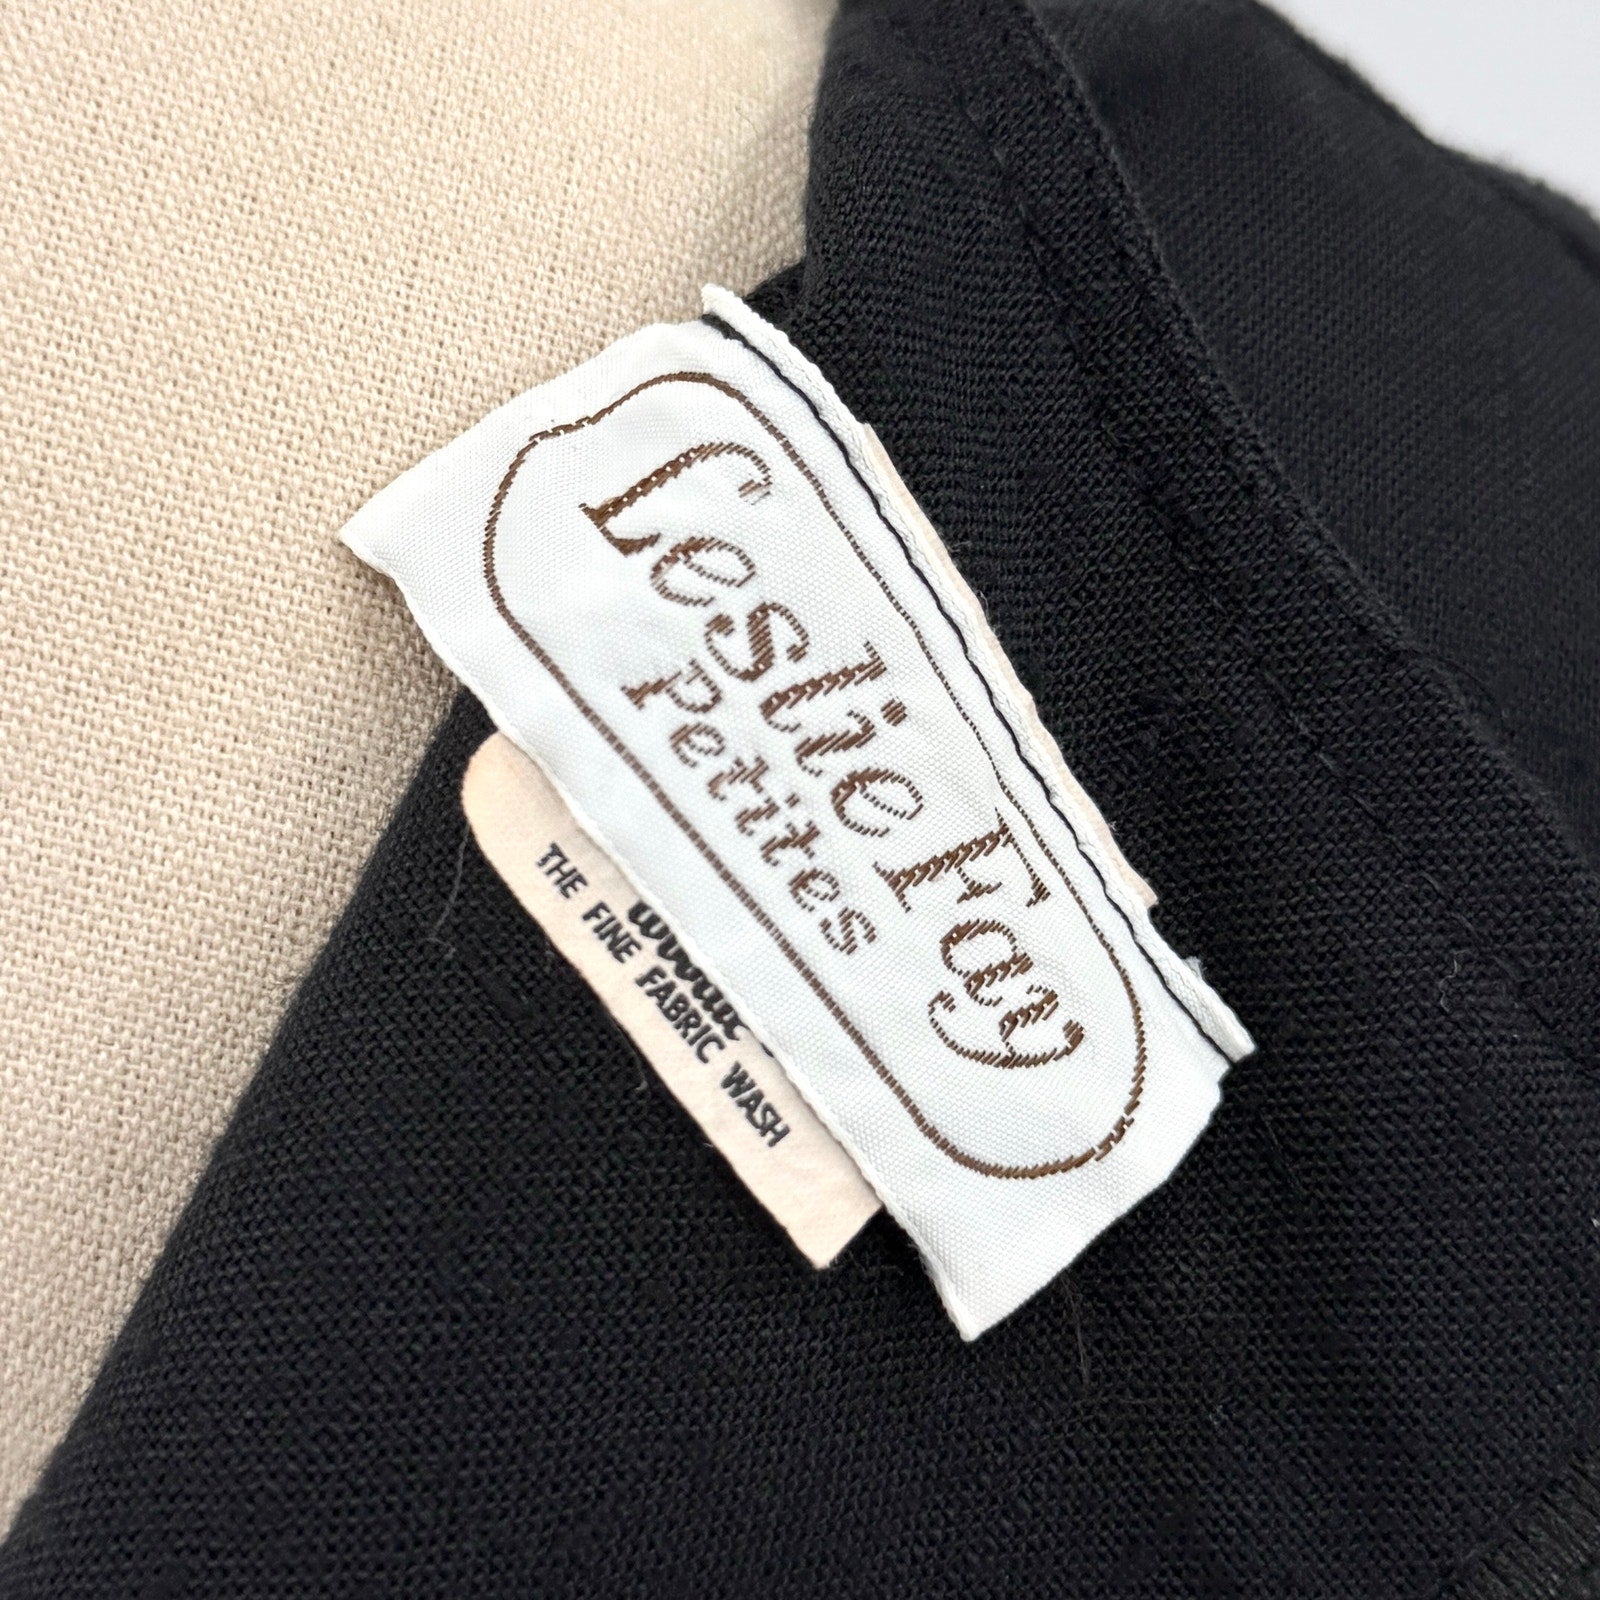 Leslie Fay
Petites
THE FINE FABRIC WASH